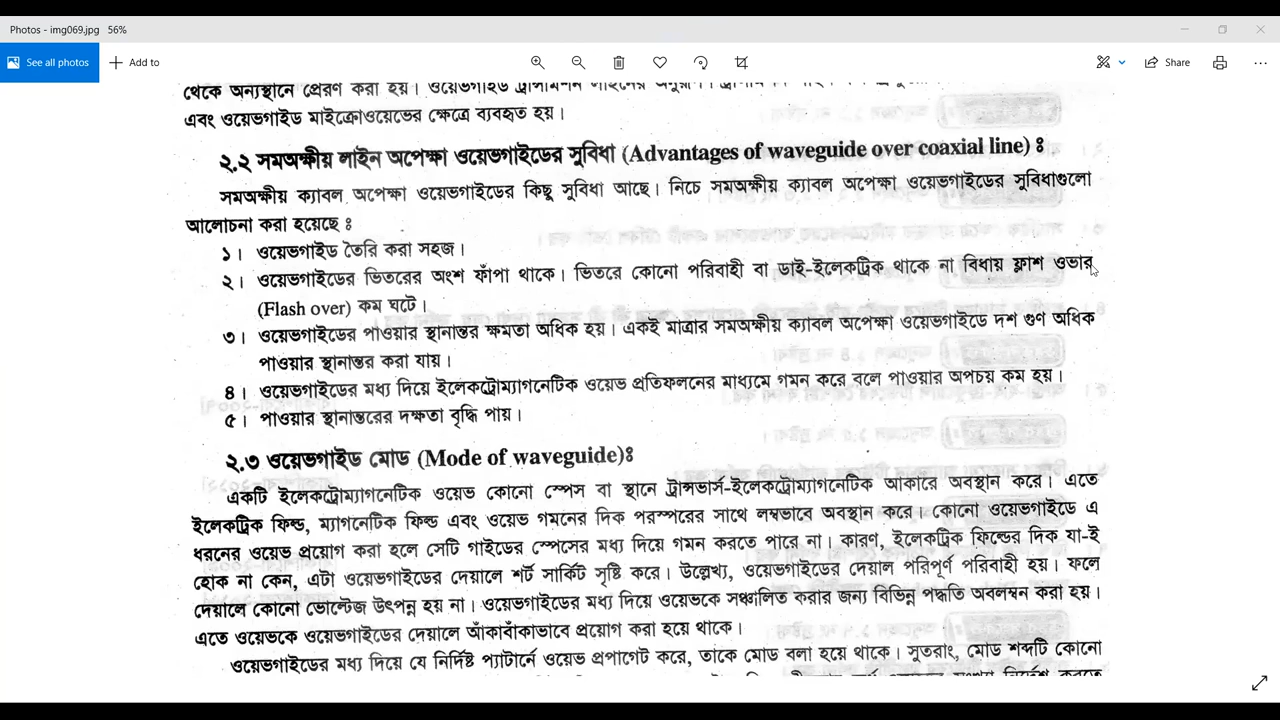 Photos - img069.jpg 56%
See all photos
Add to
Share
থেকে অন্যস্থানে প্রেরণ করা হয়। ওয়েভগাইড ট্রান্সমিশন লাইনের অনুরূপ।
এবং ওয়েভগাইড মাইক্রোওয়েভের ক্ষেত্রে ব্যবহৃত হয়।
২.২ সমঅক্ষীয় লাইন অপেক্ষা ওয়েভগাইডের সুবিধা (Advantages of waveguide over coaxial line) ঃ
সমঅক্ষীয় ক্যাবল অপেক্ষা ওয়েভগাইডের কিছু সুবিধা আছে। নিচে সমঅক্ষীয় ক্যাবল অপেক্ষা ওয়েভগাইডের সুবিধাগুলো
আলোচনা করা হয়েছে ঃ
১। ওয়েভগাইড তৈরি করা সহজ।
২। ওয়েভগাইডের ভিতরের অংশ ফাঁপা থাকে। ভিতরে কোনো পরিবাহী বা ডাই-ইলেকট্রিক থাকে না বিধায় ফ্লাশ ওভার
(Flash over) কম ঘটে।
৩। ওয়েভগাইডের পাওয়ার স্থানান্তর ক্ষমতা অধিক হয়। একই মাত্রার সমঅক্ষীয় ক্যাবল অপেক্ষা ওয়েভগাইডে দশ গুণ অধিক
পাওয়ার স্থানান্তর করা যায়।
৪। ওয়েভগাইডের মধ্য দিয়ে ইলেকট্রোম্যাগনেটিক ওয়েভ প্রতিফলনের মাধ্যমে গমন করে বলে পাওয়ার অপচয় কম হয়।
৫। পাওয়ার স্থানান্তরের দক্ষতা বৃদ্ধি পায়।
২.৩ ওয়েভগাইড মোড (Mode of waveguide)ঃ
একটি ইলেকট্রোম্যাগনেটিক ওয়েভ কোনো স্পেস বা স্থানে ট্রান্সভার্স-ইলেকট্রোম্যাগনেটিক আকারে অবস্থান করে। এতে
ইলেকট্রিক ফিল্ড, ম্যাগনেটিক ফিল্ড এবং ওয়েভ গমনের দিক পরস্পরের সাথে লম্বভাবে অবস্থান করে। কোনো ওয়েভগাইডে এ
ধরনের ওয়েভ প্রয়োগ করা হলে সেটি গাইডের স্পেসের মধ্য দিয়ে গমন করতে পারে না। কারণ, ইলেকট্রিক ফিল্ডের দিক যা-ই
হোক না কেন, এটা ওয়েভগাইডের দেয়ালে শর্ট সার্কিট সৃষ্টি করে। উল্লেখ্য, ওয়েভগাইডের দেয়াল পরিপূর্ণ পরিবাহী হয়। ফলে
দেয়ালে কোনো ভোল্টেজ উৎপন্ন হয় না। ওয়েভগাইডের মধ্য দিয়ে ওয়েভকে সঞ্চালিত করার জন্য বিভিন্ন পদ্ধতি অবলম্বন করা হয়।
এতে ওয়েভকে ওয়েভগাইডের দেয়ালে আঁকাবাঁকাভাবে প্রয়োগ করা হয়ে থাকে।
ওয়েভগাইডের মধ্য দিয়ে যে নির্দিষ্ট প্যাটার্নে ওয়েভ প্রপাগেট করে, তাকে মোড বলা হয়ে থাকে। সুতরাং, মোড শব্দটি কোনো